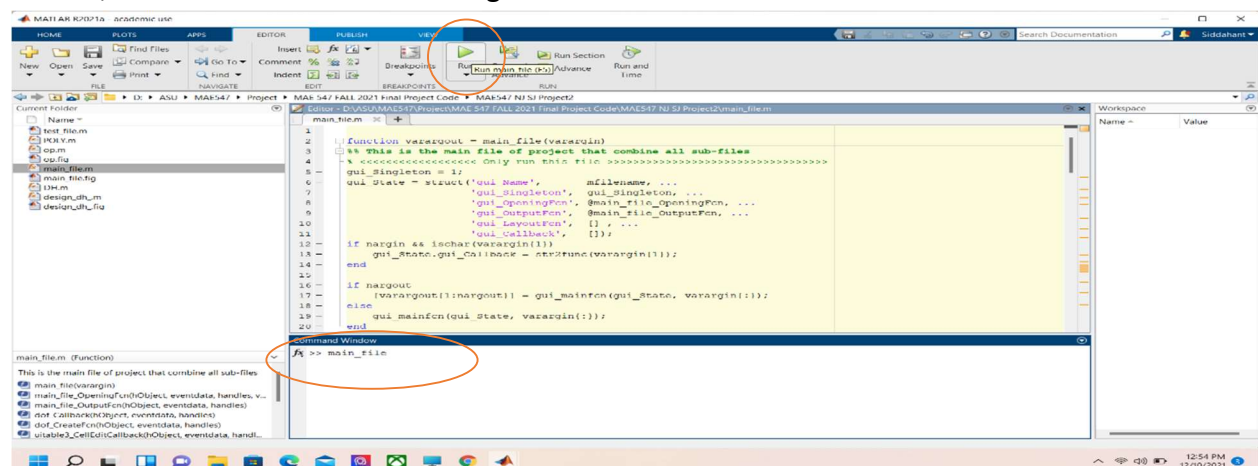 MATLAB R2021a - academic use
HOME PLOTS APPS EDITOR PUBLISH VIEW Search Documentation Siddahant
New Open Save Find Files Compare Print Go To Find Insert fx Comment % Indent Breakpoints Run Run Section Advance Run and Time
Run main_file (F5)
FILE NAVIGATE EDIT BREAKPOINTS RUN
D: ASU MAE547 Project MAE 547 FALL 2021 Final Project Code MAE547 NJ SJ Project2
Current Folder
Name
test_file.m
POLY.m
op.m
op.fig
main_file.m
main_file.fig
DH.m
design_dh_.m
design_dh_.fig
main_file.m (Function)
This is the main file of project that combine all sub-files
main_file(varargin)
main_file_OpeningFcn(hObject, eventdata, handles, v...
main_file_OutputFcn(hObject, eventdata, handles)
dof_Callback(hObject, eventdata, handles)
dof_CreateFcn(hObject, eventdata, handles)
uitable3_CellEditCallback(hObject, eventdata, handl...
Editor - D:\ASU\MAE547\Project\MAE 547 FALL 2021 Final Project Code\MAE547 NJ SJ Project2\main_file.m
main_file.m
1
2 function varargout = main_file(varargin)
3 %% This is the main file of project that combine all sub-files
4 % <<<<<<<<<<<<<<<<<< Only run this file >>>>>>>>>>>>>>>>>>>>>>>>>>>>>>>>>>
5 gui_Singleton = 1;
6 gui_State = struct('gui_Name', mfilename, ...
7 'gui_Singleton', gui_Singleton, ...
8 'gui_OpeningFcn', @main_file_OpeningFcn, ...
9 'gui_OutputFcn', @main_file_OutputFcn, ...
10 'gui_LayoutFcn', [] , ...
11 'gui_Callback', []);
12 if nargin && ischar(varargin{1})
13 gui_State.gui_Callback = str2func(varargin{1});
14 end
15
16 if nargout
17 [varargout{1:nargout}] = gui_mainfcn(gui_State, varargin{:});
18 else
19 gui_mainfcn(gui_State, varargin{:});
20 end
Command Window
fx >> main_file
Workspace
Name Value
12:54 PM
12/10/2021